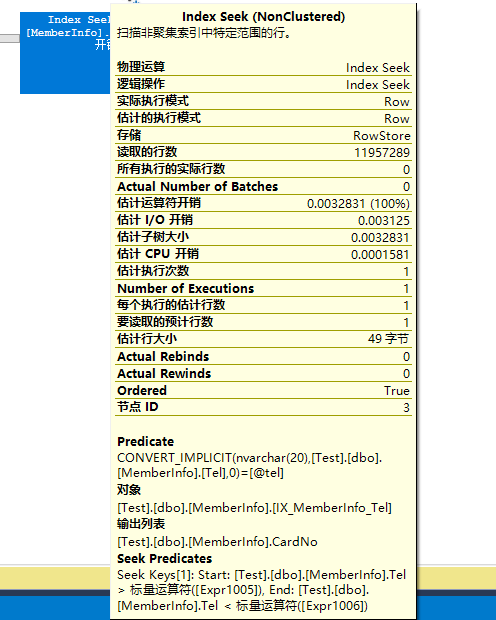 Index Seek (NonClustered)
扫描非聚集索引中特定范围的行。
Index See
[MemberInfo].
开
物理运算 Index Seek
逻辑操作 Index Seek
实际执行模式 Row
估计的执行模式 Row
存储 RowStore
读取的行数 11957289
所有执行的实际行数 0
Actual Number of Batches 0
估计运算符开销 0.0032831 (100%)
估计 I/O 开销 0.003125
估计子树大小 0.0032831
估计 CPU 开销 0.0001581
估计执行次数 1
Number of Executions 1
每个执行的估计行数 1
要读取的预计行数 1
估计行大小 49 字节
Actual Rebinds 0
Actual Rewinds 0
Ordered True
节点 ID 3
Predicate
CONVERT_IMPLICIT(nvarchar(20),[Test].[dbo].
[MemberInfo].[Tel],0)=[@tel]
对象
[Test].[dbo].[MemberInfo].[IX_MemberInfo_Tel]
输出列表
[Test].[dbo].[MemberInfo].CardNo
Seek Predicates
Seek Keys[1]: Start: [Test].[dbo].[MemberInfo].Tel
> 标量运算符([Expr1005]), End: [Test].[dbo].
[MemberInfo].Tel < 标量运算符([Expr1006])